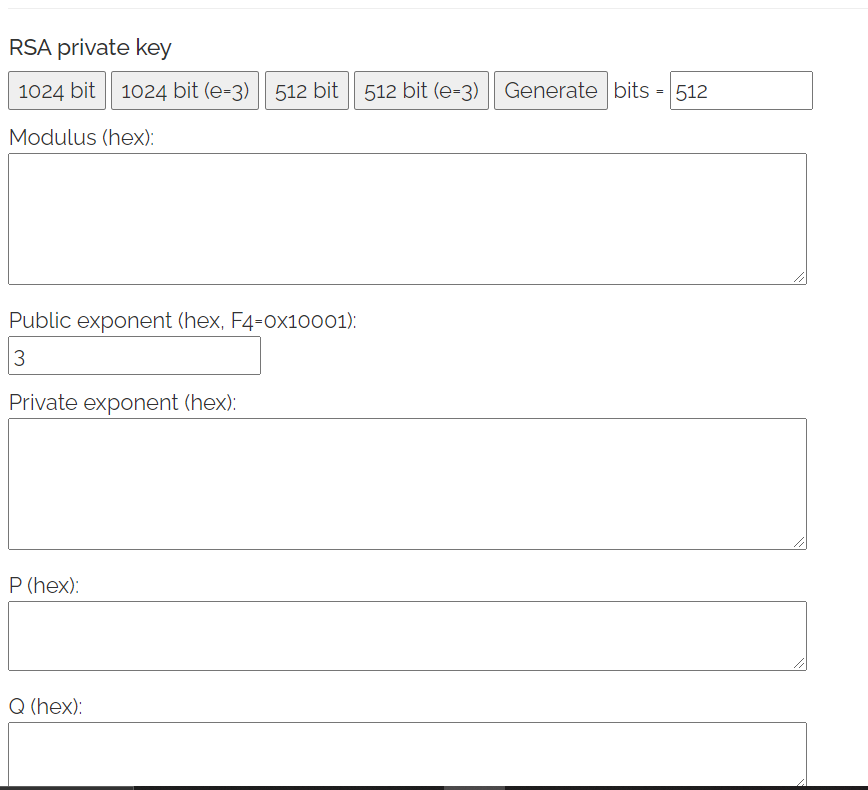 RSA private key
1024 bit 1024 bit (e=3) 512 bit 512 bit (e=3) Generate bits = 512
Modulus (hex):
Public exponent (hex, F4=0x10001):
3
Private exponent (hex):
P (hex):
Q (hex):